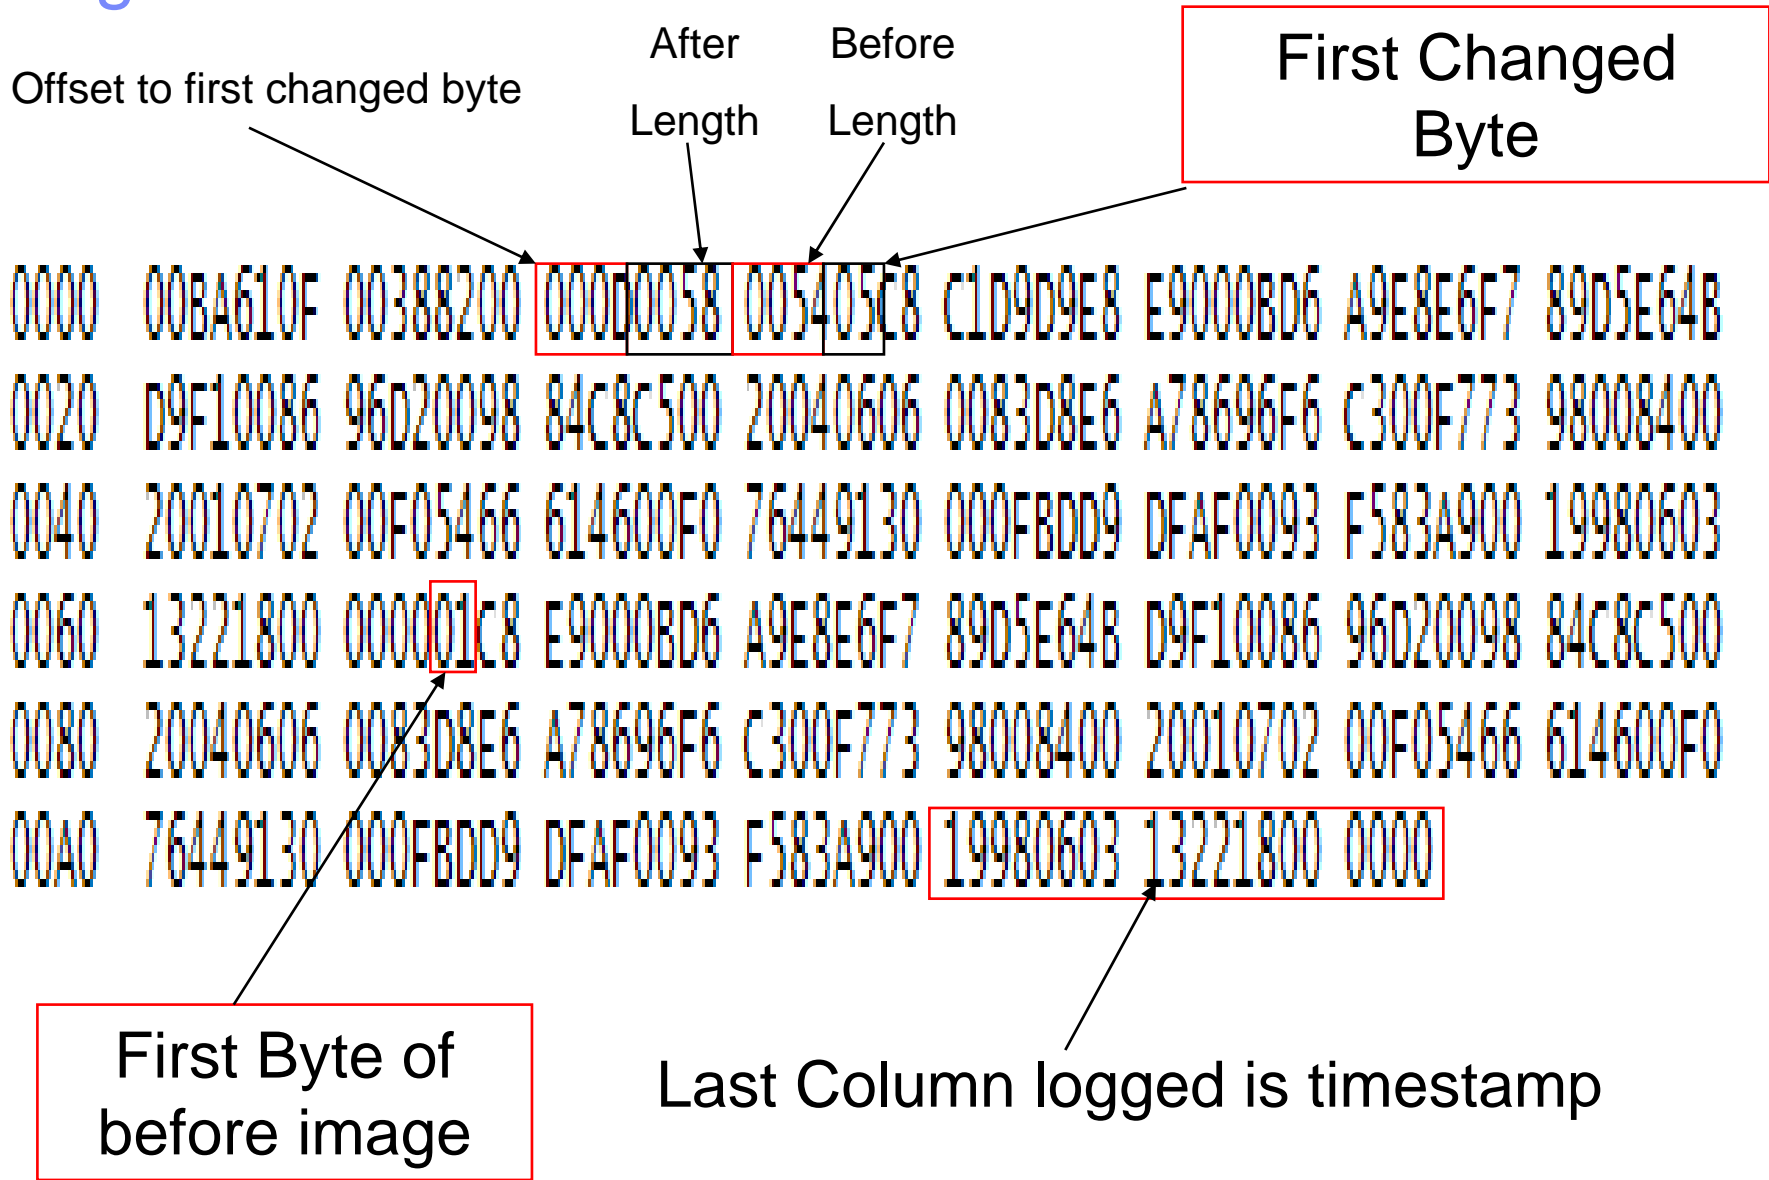 After Before
First Changed
Offset to first changed byte
Length Length
Byte
0000 00BA610F 00388200 000D0058 005405C8 C1D9D9E8 E9000BD6 A9E8E6F7 89D5E64B
0020 D9F10086 96D20098 84C8C500 20040606 0083D8E6 A78696F6 C300F773 98008400
0040 20010702 00F05466 614600F0 76449130 000FBDD9 DFAF0093 F583A900 19980603
0060 13221800 000001C8 E9000BD6 A9E8E6F7 89D5E64B D9F10086 96D20098 84C8C500
0080 20040606 0083D8E6 A78696F6 C300F773 98008400 20010702 00F05466 614600F0
00A0 76449130 000FBDD9 DFAF0093 F583A900 19980603 13221800 0000
First Byte of
before image
Last Column logged is timestamp